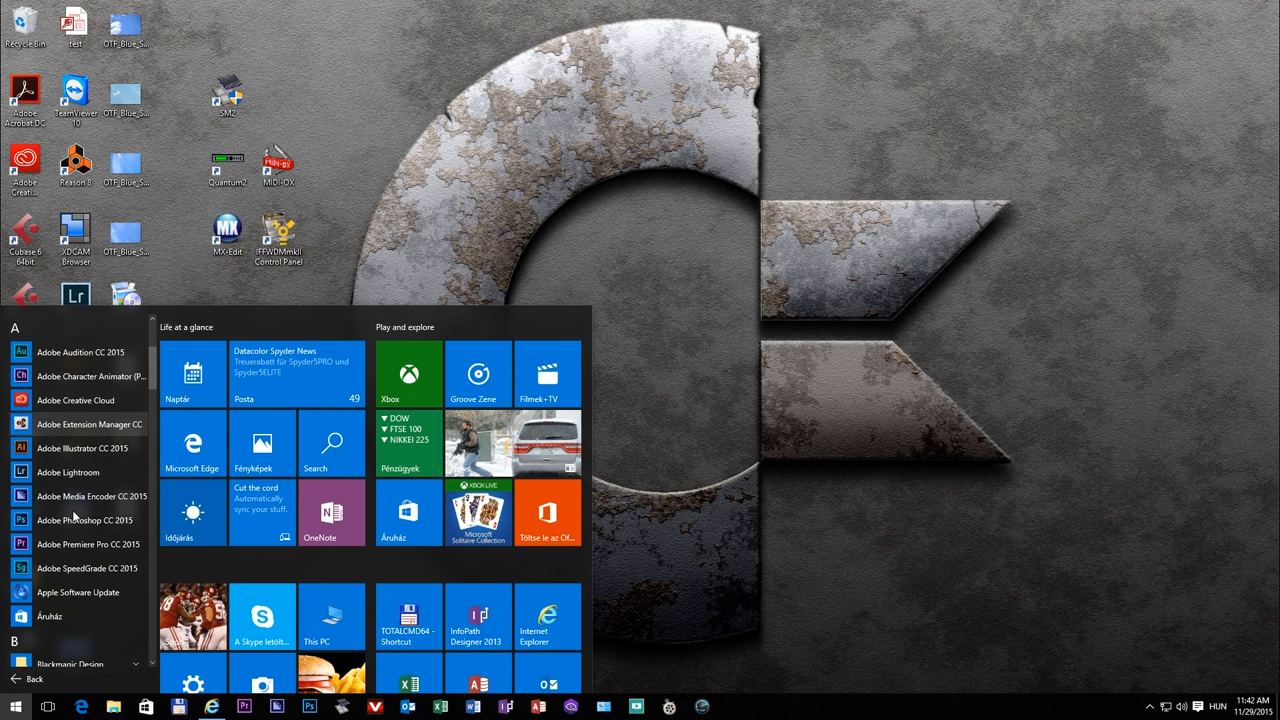 Recycle Bin
test
OTF_Blue_S...
Adobe
Acrobat DC
TeamViewer
10
OTF_Blue_S...
SM2
Adobe
Creati...
Reason 8
OTF_Blue_S...
Quantum2
MIDI-OX
Cubase 6
64bit
XDCAM
Browser
OTF_Blue_S...
MX-Edit
!FFWDMmkII
Control Panel
Lr
A
Adobe Audition CC 2015
Adobe Character Animator (P...
Adobe Creative Cloud
Adobe Extension Manager CC
Adobe Illustrator CC 2015
Adobe Lightroom
Adobe Media Encoder CC 2015
Adobe Photoshop CC 2015
Adobe Premiere Pro CC 2015
Adobe SpeedGrade CC 2015
Apple Software Update
Áruház
B
Blackmagic Design
Back
Life at a glance
Naptár
Datacolor Spyder News
Treuerabatt für Spyder5PRO und
Spyder5ELITE
Posta
49
Microsoft Edge
Fényképek
Search
Időjárás
Cut the cord
Automatically
sync your stuff.
OneNote
A Skype letölt...
This PC
Play and explore
Xbox
Groove Zene
Filmek+TV
DOW
FTSE 100
NIKKEI 225
Pénzügyek
Áruház
XBOX LIVE
Microsoft
Solitaire Collection
Töltse le az Of...
TOTALCMD64 -
Shortcut
InfoPath
Designer 2013
Internet
Explorer
HUN
11:42 AM
11/29/2015